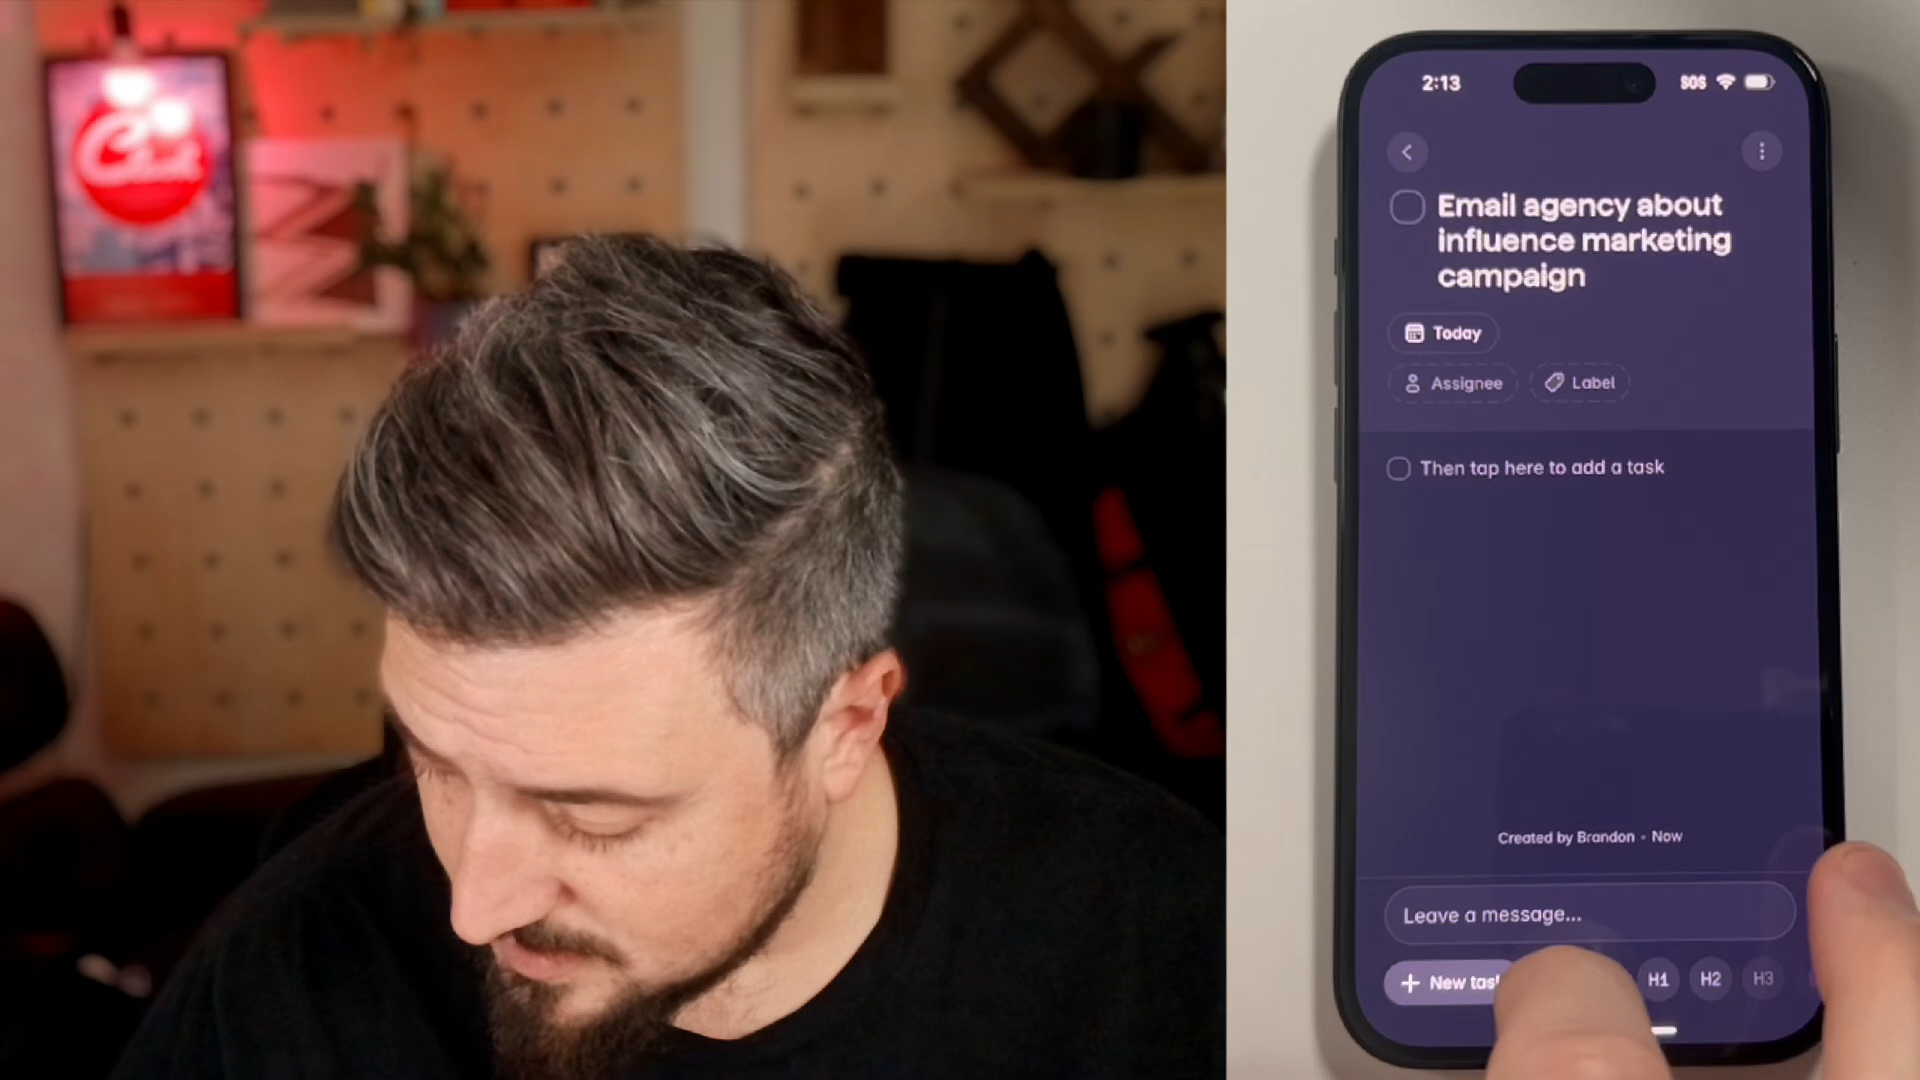 2:13
SOS
Email agency about
influence marketing
campaign
Today
Assignee
Label
Then tap here to add a task
Created by Brandon • Now
Leave a message...
+ New
H1
H2
H3